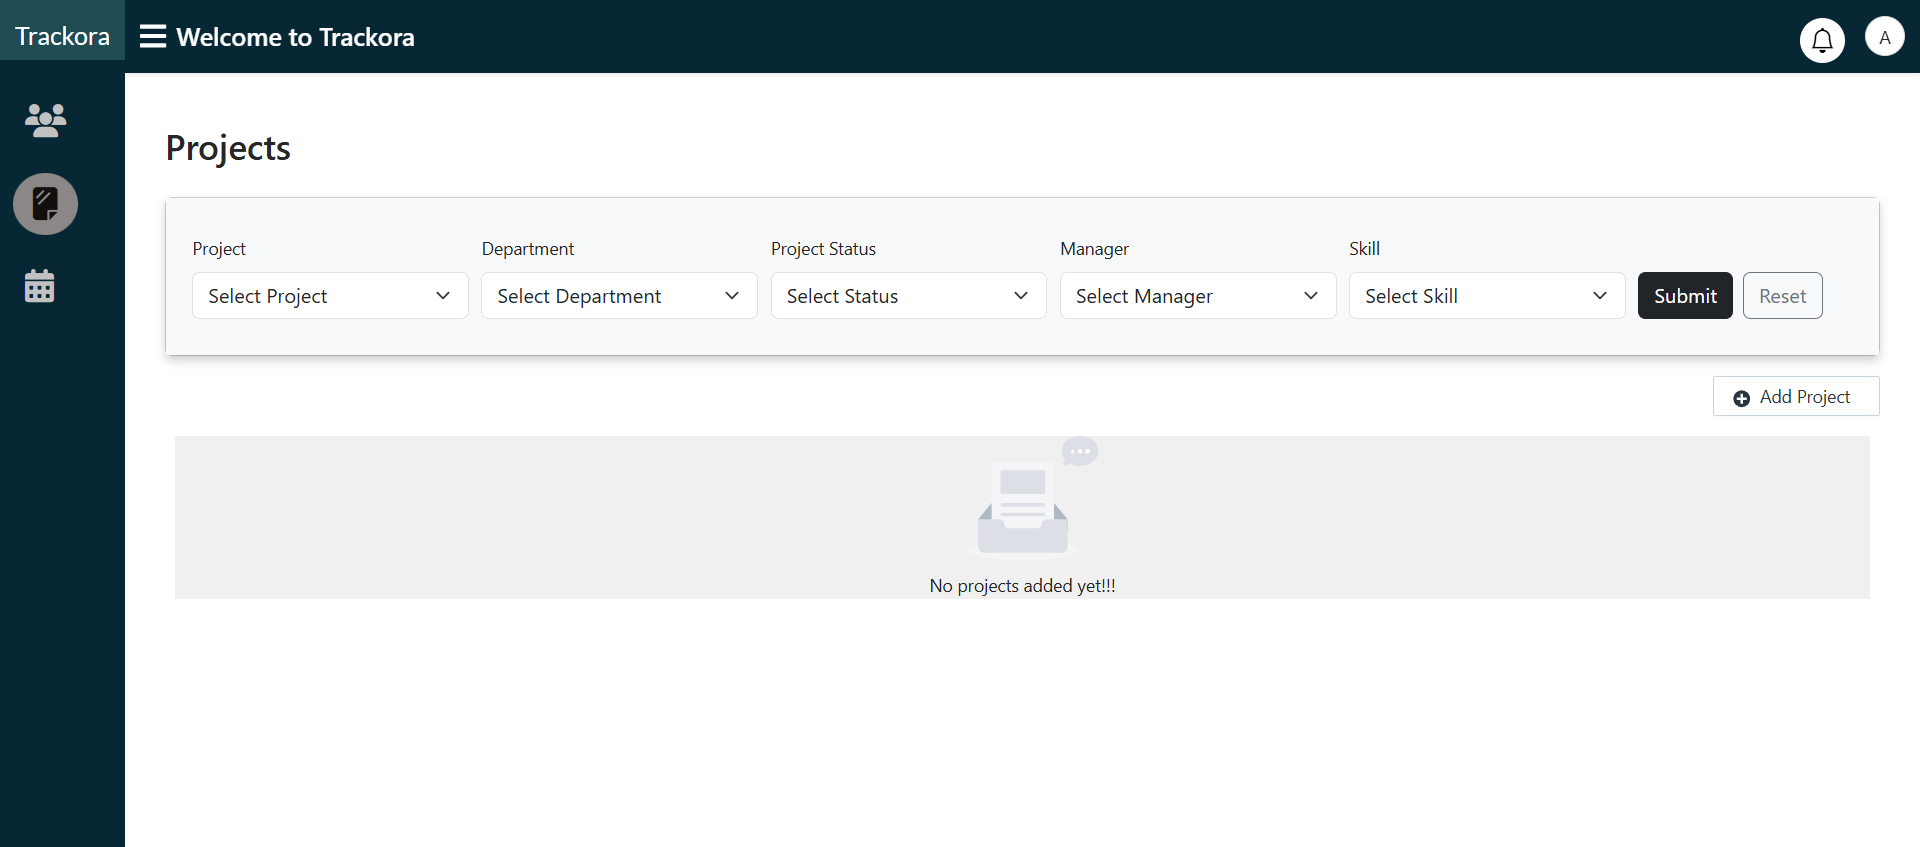 Trackora
Welcome to Trackora
A
Projects
Project
Department
Project Status
Manager
Skill
Select Project
Select Department
Select Status
Select Manager
Select Skill
Submit
Reset
Add Project
No projects added yet!!!